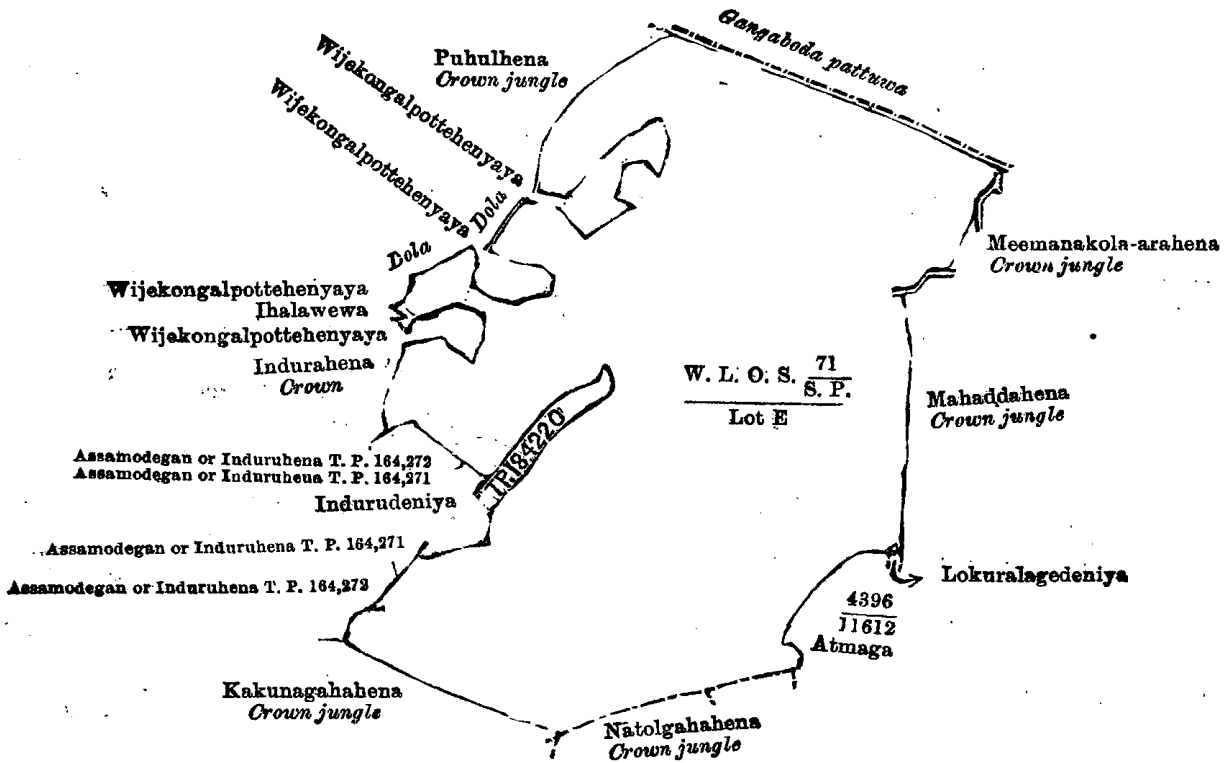 Gangaboda pattuwa
Puhulhena
Crown jungle
Wijekongalpottehenyaya
Wijekongalpottehenyaya
Dola
Dola
Meemanakola-arahena
Crown jungle
Wijekongalpottehenyaya
Ihalawewa
Wijekongalpottehenyaya
Indurahena
Crown
W. L. O. S. 71
S. P.
Lot E
Mahaddahena
Crown jungle
T.P. 184220
Assamodegan or Induruhena T. P. 164,272
Assamodegan or Induruhena T. P. 164,271
Indurudeniya
Assamodegan or Induruhena T. P. 164,271
Assamodegan or Induruhena T. P. 164,272
Lokuralagedeniya
4396
11612
Atmaga
Kakunagahahena
Crown jungle
Natolgahahena
Crown jungle